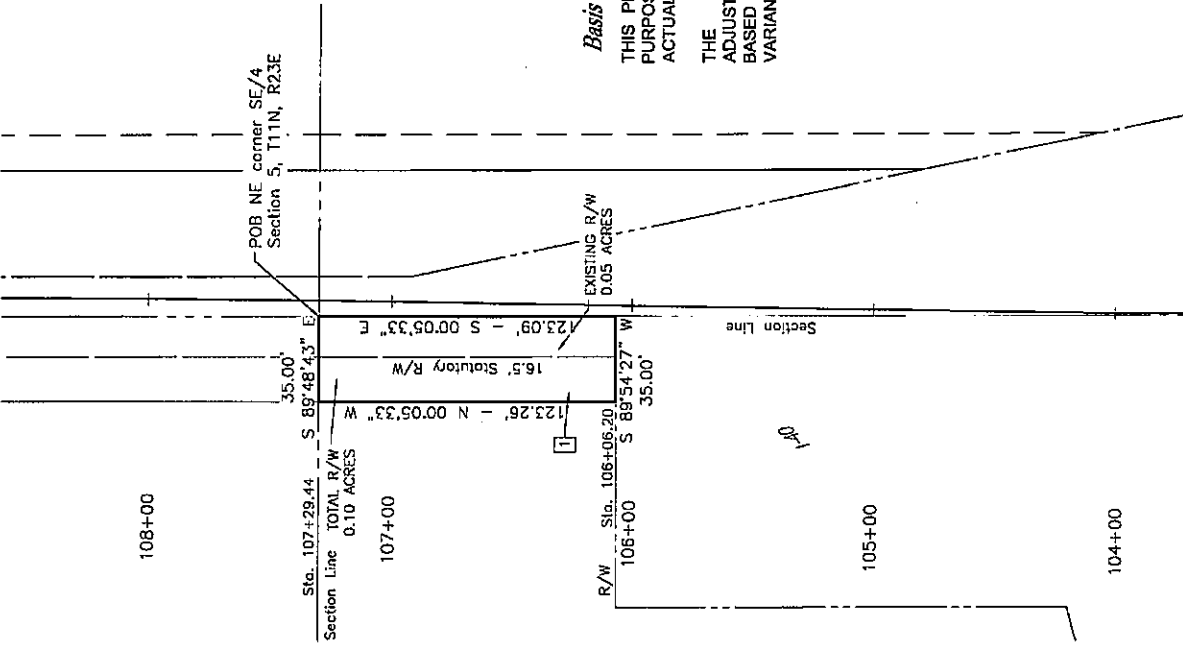 Basis
THIS P
PURPOS
ACTUAL
THE
ADJUST
BASED
VARIAN
POB NE corner SE/4
Section 5, T11N, R23E
35.00'
S 89°48'43" E
Sta. 107+29.44
Section Line
TOTAL R/W
0.10 ACRES
108+00
107+00
123.26' - N 00°05'33" W
16.5' Statutory R/W
123.09' - S 00°05'33" E
EXISTING R/W
0.05 ACRES
1
R/W Sta. 106+06.20
S 89°54'27" W
35.00'
106+00
Section Line
105+00
104+00